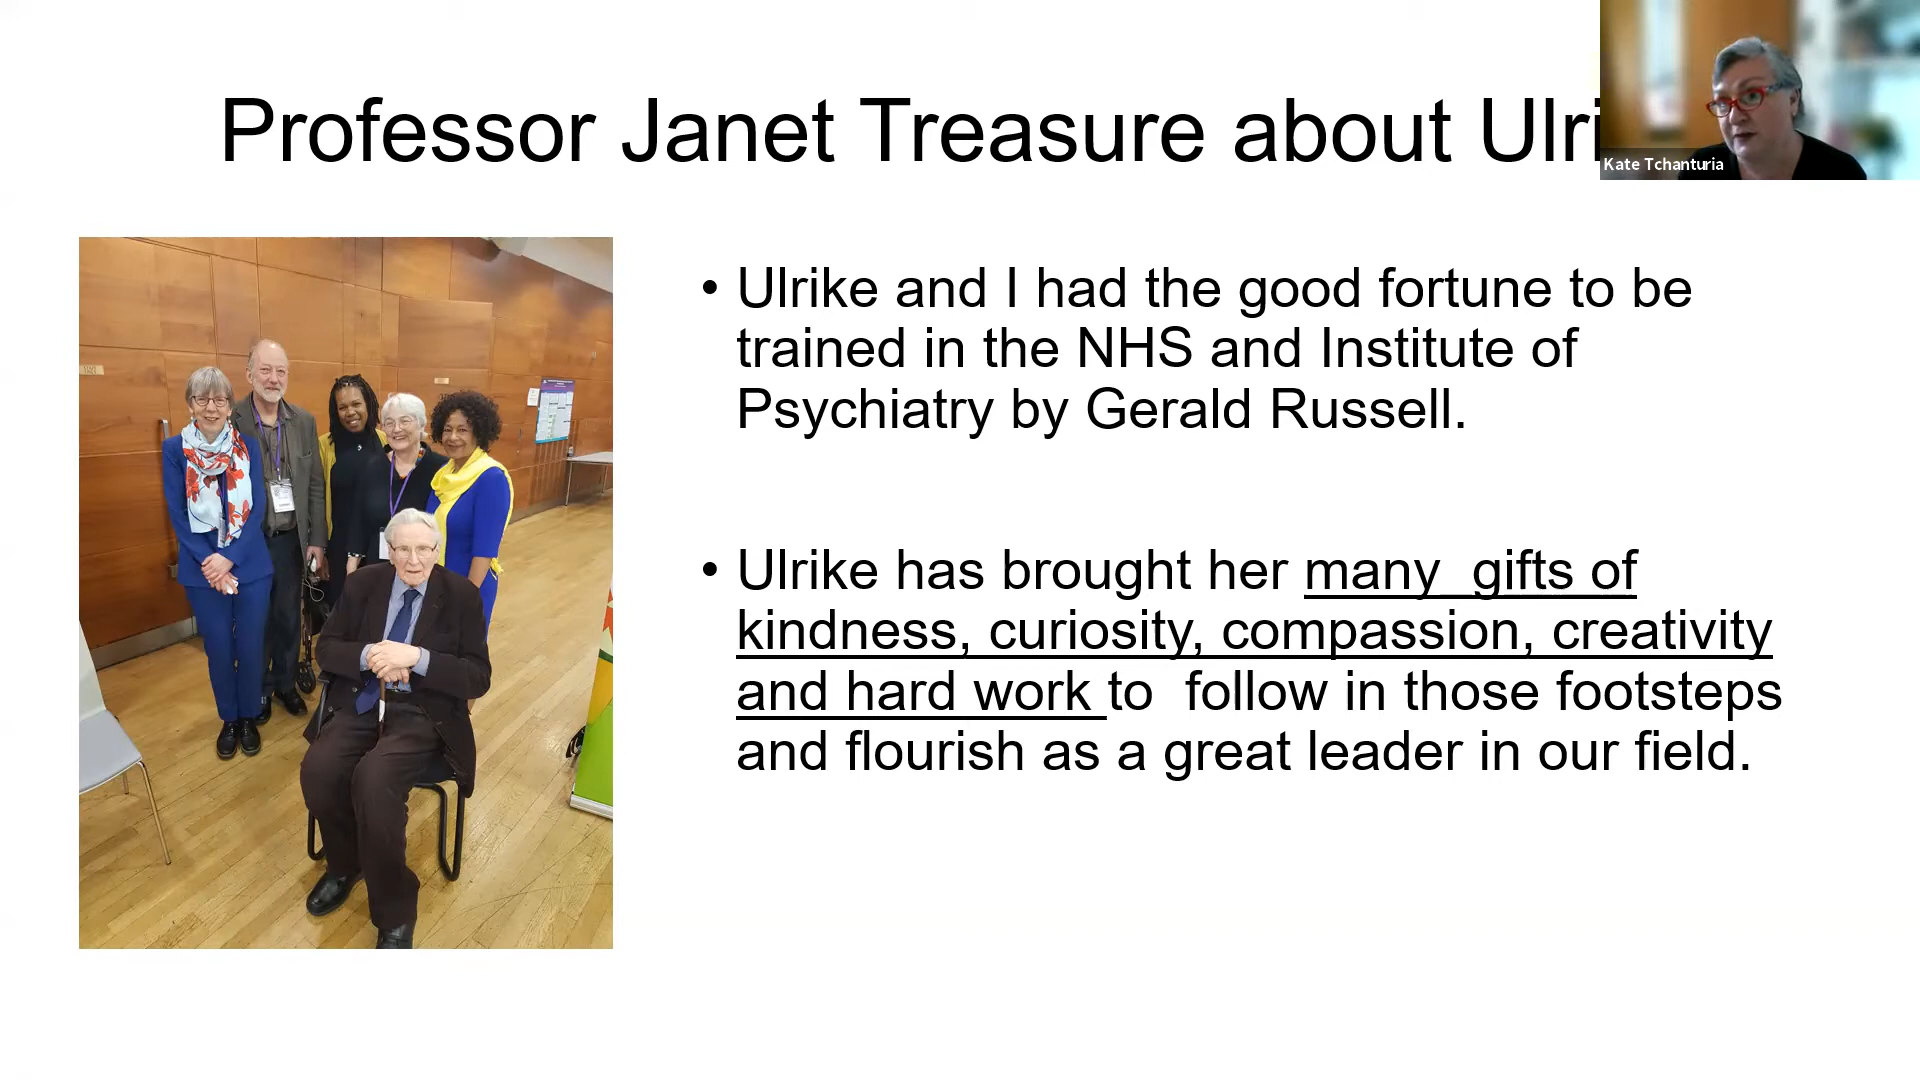 Professor Janet Treasure about Ulri
Kate Tchanturia
• Ulrike and I had the good fortune to be
trained in the NHS and Institute of
Psychiatry by Gerald Russell.
• Ulrike has brought her many  gifts of
kindness, curiosity, compassion, creativity
and hard work to  follow in those footsteps
and flourish as a great leader in our field.